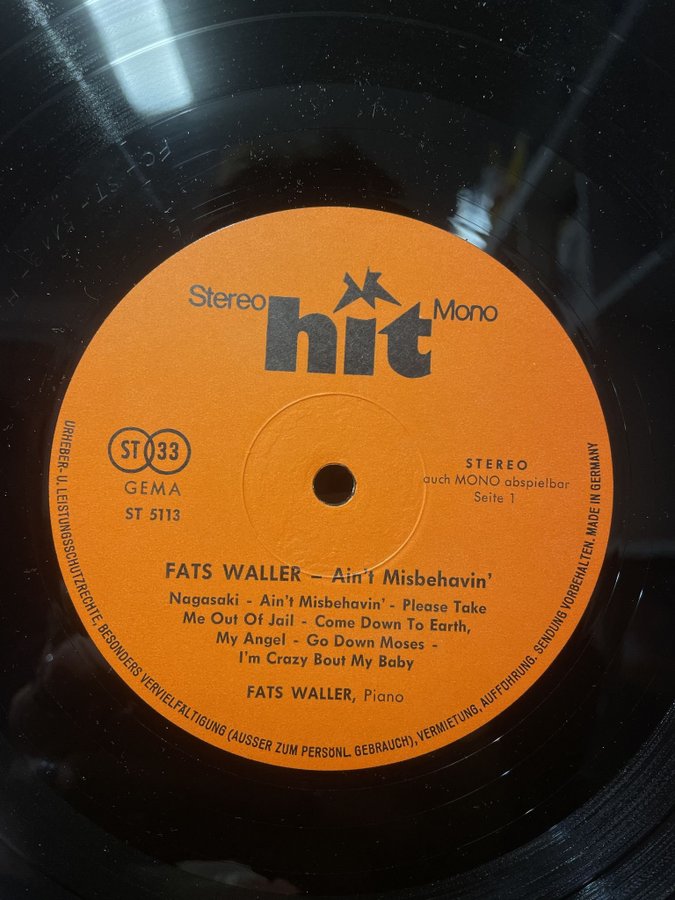 Stereo hit Mono
ST 33
GEMA
ST 5113
STEREO
auch MONO abspielbar
Seite 1
FATS WALLER – Ain't Misbehavin'
Nagasaki - Ain't Misbehavin' - Please Take
Me Out Of Jail - Come Down To Earth,
My Angel - Go Down Moses -
I'm Crazy Bout My Baby
FATS WALLER, Piano
URHEBER- U. LEISTUNGSSCHUTZRECHTE, BESONDERS VERVIELFÄLTIGUNG (AUSSER ZUM PERSÖNL. GEBRAUCH), VERMIETUNG, AUFFÜHRUNG. SENDUNG VORBEHALTEN. MADE IN GERMANY